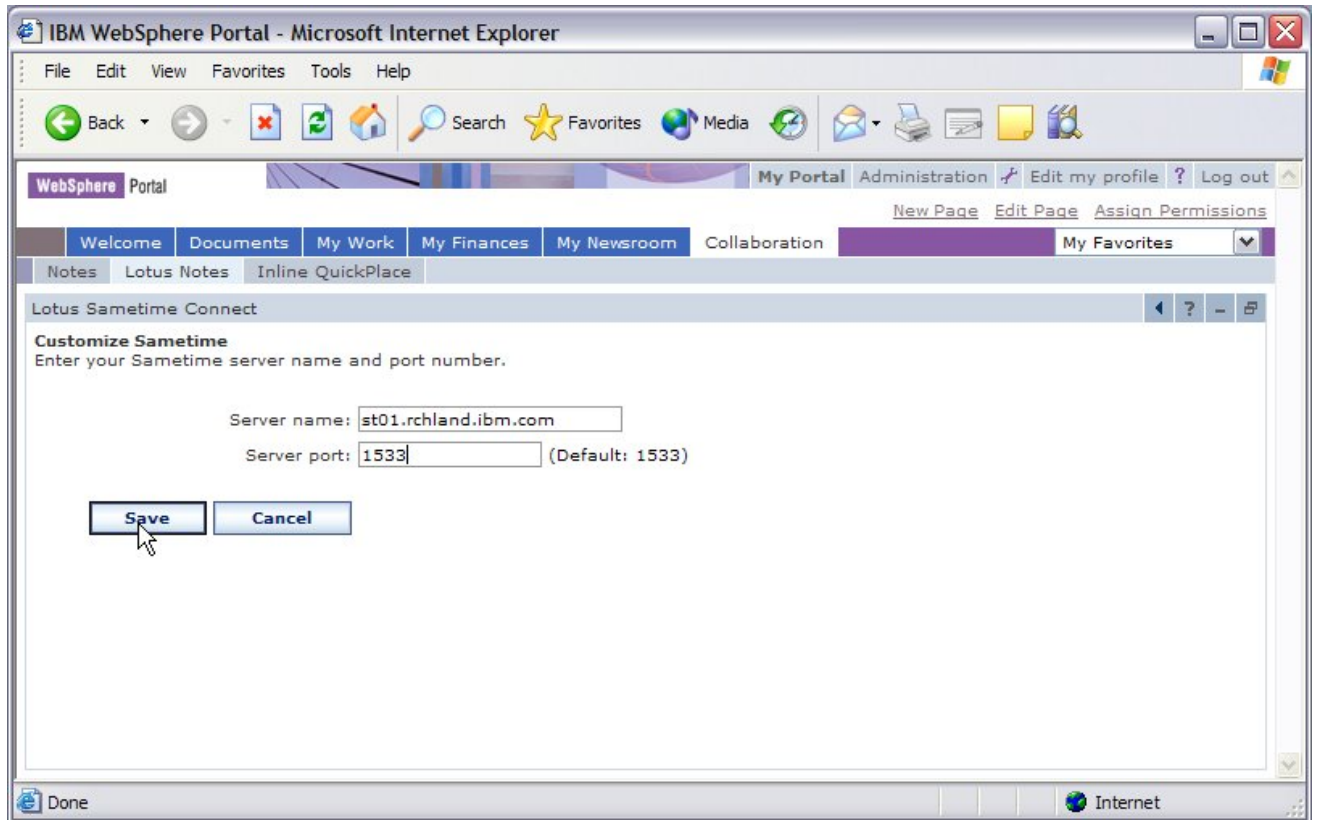 IBM WebSphere Portal - Microsoft Internet Explorer
File Edit View Favorites Tools Help
Back Search Favorites Media
WebSphere Portal My Portal Administration Edit my profile ? Log out
New Page Edit Page Assign Permissions
Welcome Documents My Work My Finances My Newsroom Collaboration My Favorites
Notes Lotus Notes Inline QuickPlace
Lotus Sametime Connect ?
Customize Sametime
Enter your Sametime server name and port number.
Server name: st01.rchland.ibm.com
Server port: 1533 (Default: 1533)
Save Cancel
Done Internet